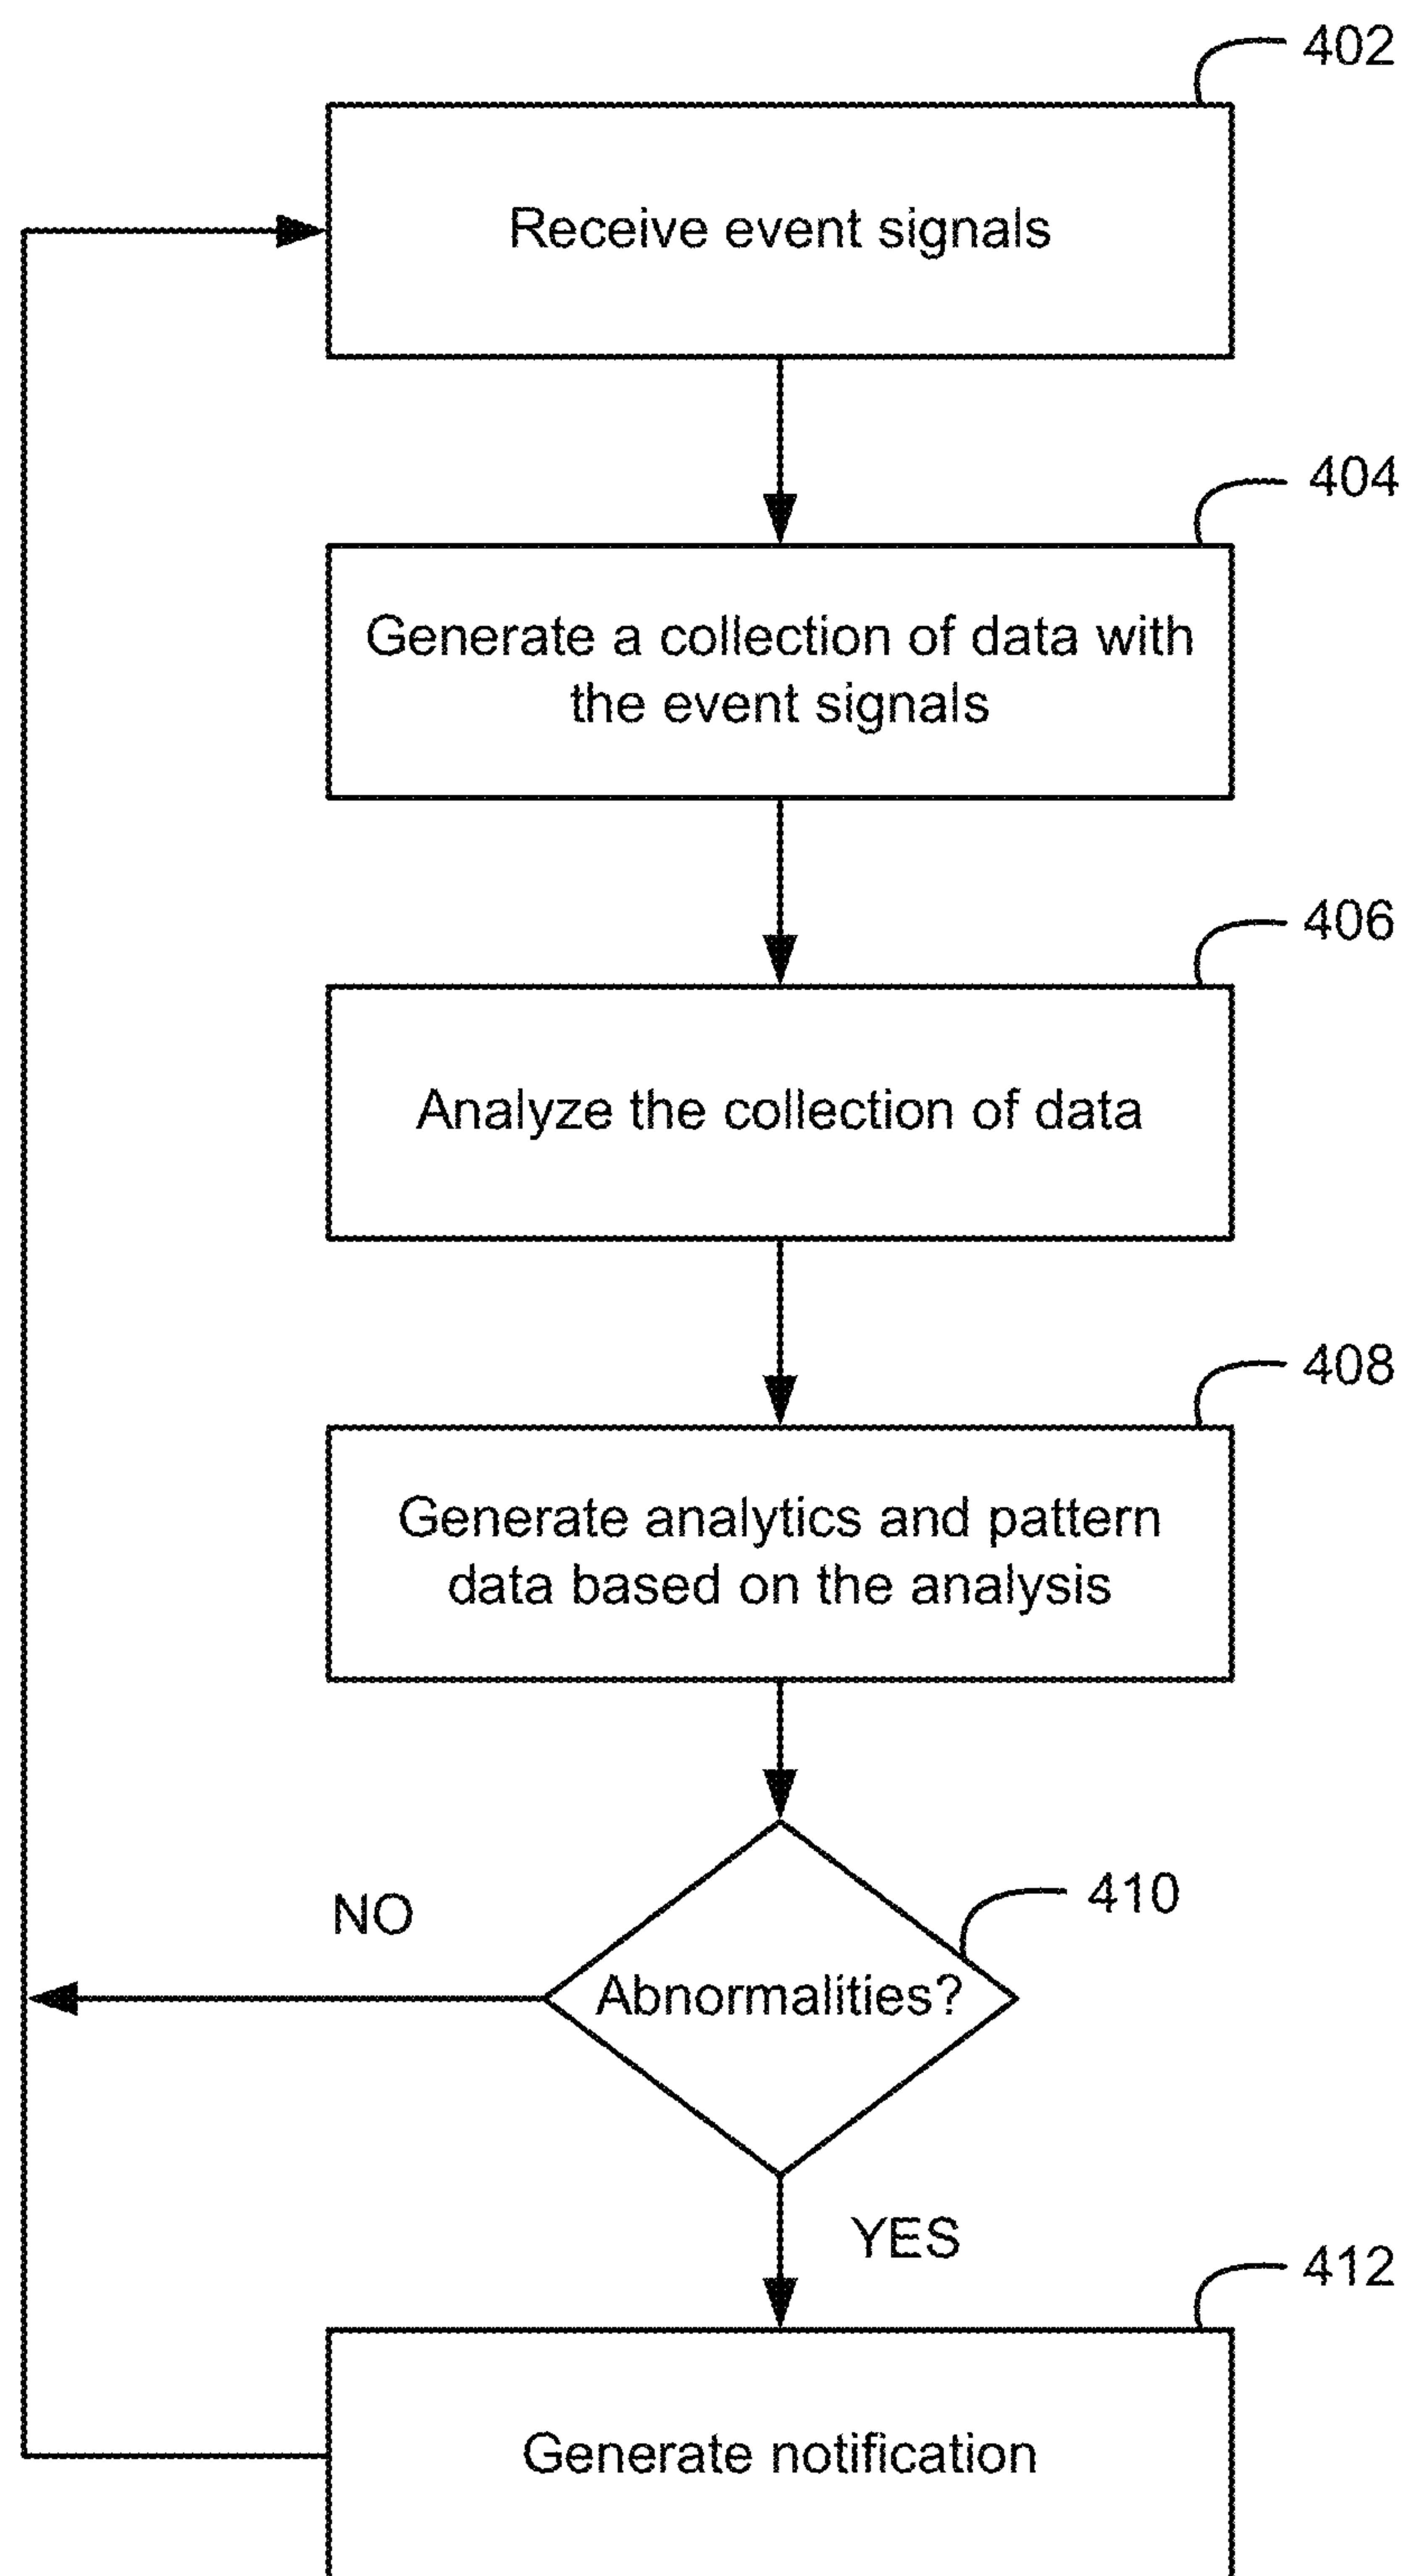 402
Receive event signals
404
Generate a collection of data with
the event signals
406
Analyze the collection of data
408
Generate analytics and pattern
data based on the analysis
410
NO
Abnormalities?
YES
412
Generate notification